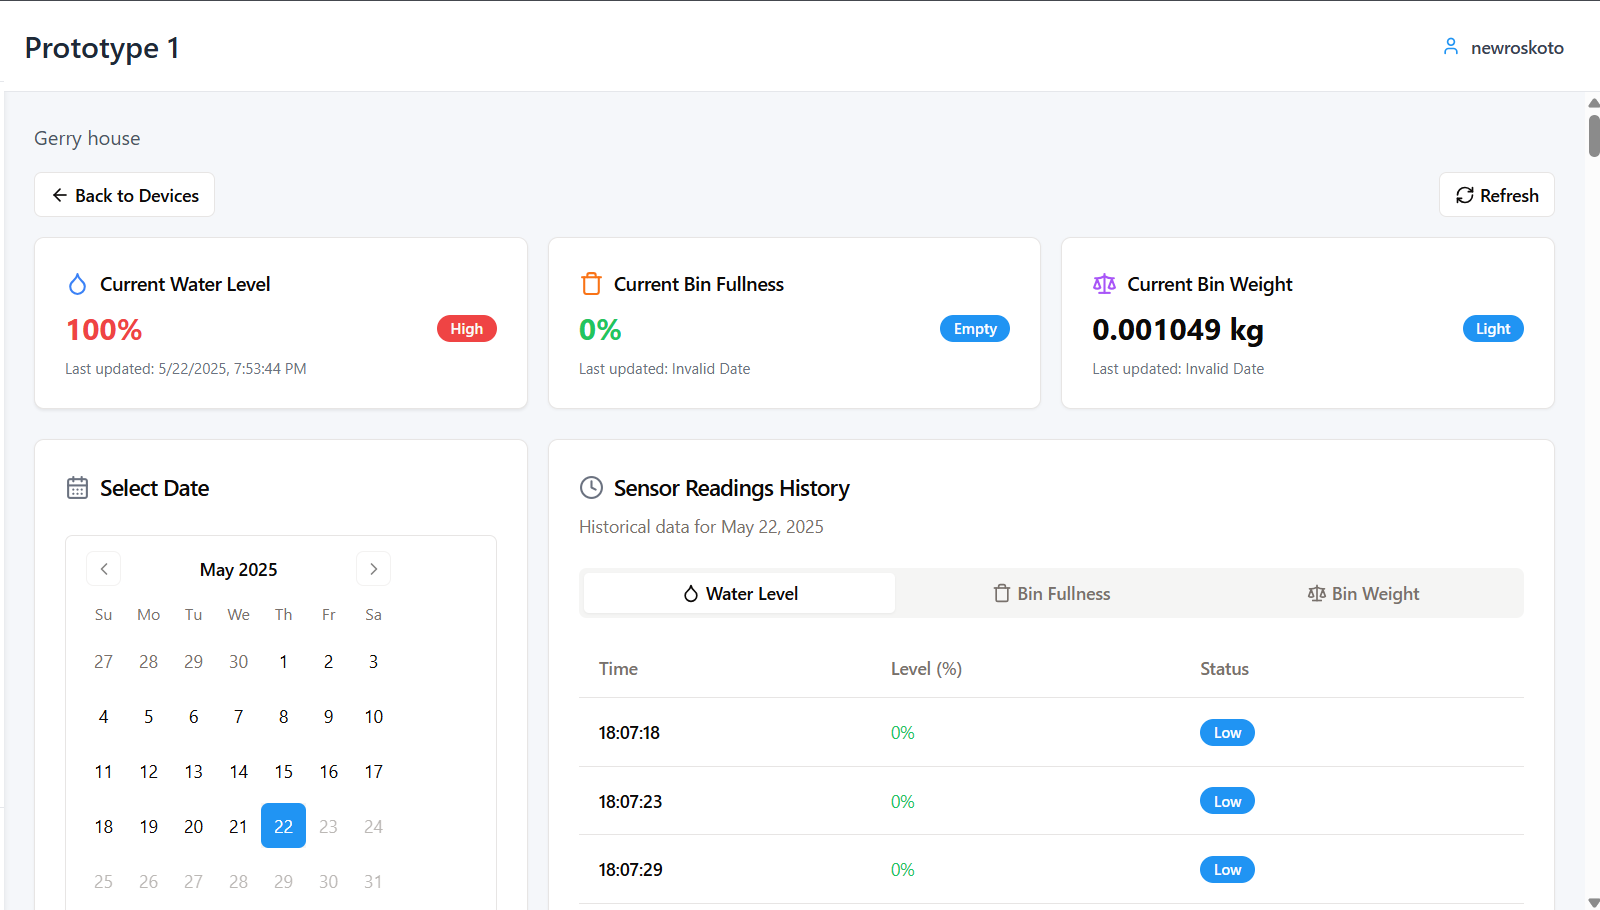 Prototype 1
newroskoto
Gerry house
Back to Devices
Refresh
Current Water Level
100%
High
Last updated: 5/22/2025, 7:53:44 PM
Current Bin Fullness
0%
Empty
Last updated: Invalid Date
Current Bin Weight
0.001049 kg
Light
Last updated: Invalid Date
Select Date
May 2025
Su Mo Tu We Th Fr Sa
27 28 29 30 1 2 3
4 5 6 7 8 9 10
11 12 13 14 15 16 17
18 19 20 21 22 23 24
25 26 27 28 29 30 31
Sensor Readings History
Historical data for May 22, 2025
Water Level Bin Fullness Bin Weight
Time Level (%) Status
18:07:18 0% Low
18:07:23 0% Low
18:07:29 0% Low